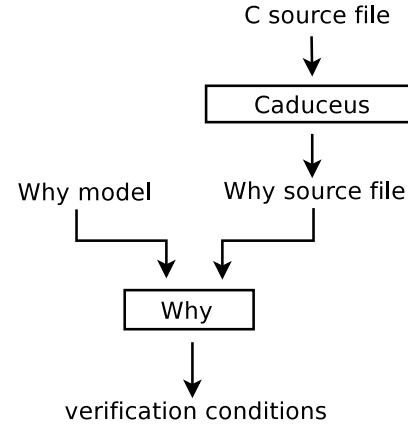 C source file
Caduceus
Why model
Why source file
Why
verification conditions